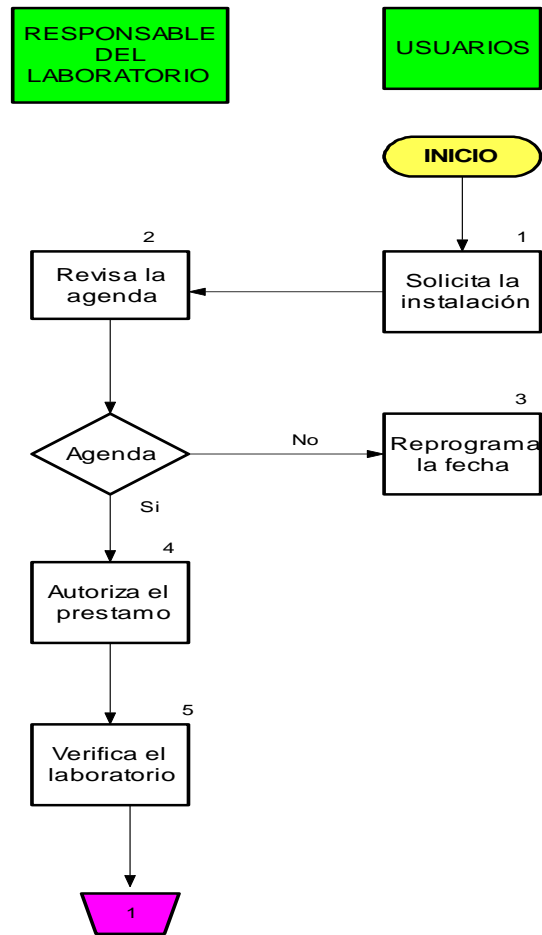 RESPONSABLE
DEL
LABORATORIO
USUARIOS
INICIO
1
Solicita la
instalación
2
Revisa la
agenda
Agenda
No
3
Reprograma
la fecha
Si
4
Autoriza el
prestamo
5
Verifica el
laboratorio
1